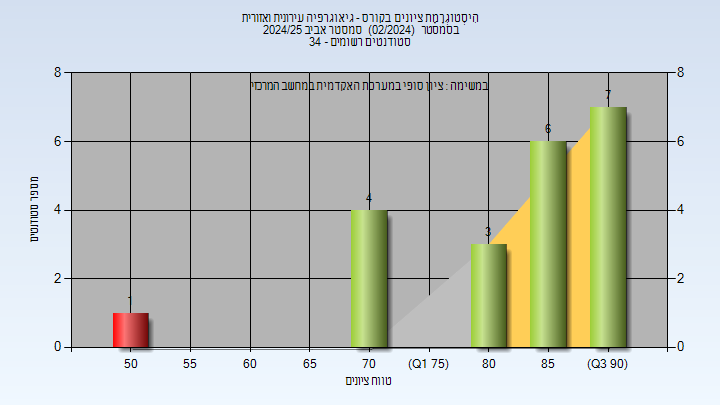 היסטוגרמת ציונים בקורס - גיאוגרפיה עירונית ואזורית
בסמסטר (02/2024) סמסטר אביב 2024/25
סטודנטים רשומים - 34
במשימה : ציון סופי במערכת האקדמית במחשב המרכזי
8 8
7
6 6
6
4 4
4
3
2 2
1
0 0
50 55 60 65 70 (Q1 75) 80 85 (Q3 90)
טווח ציונים
מספר סטודנטים